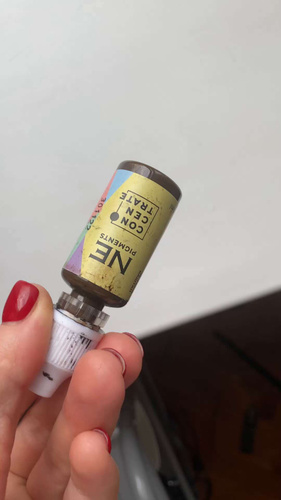 NE
PIGMENTS
CON
CEN
TRATE